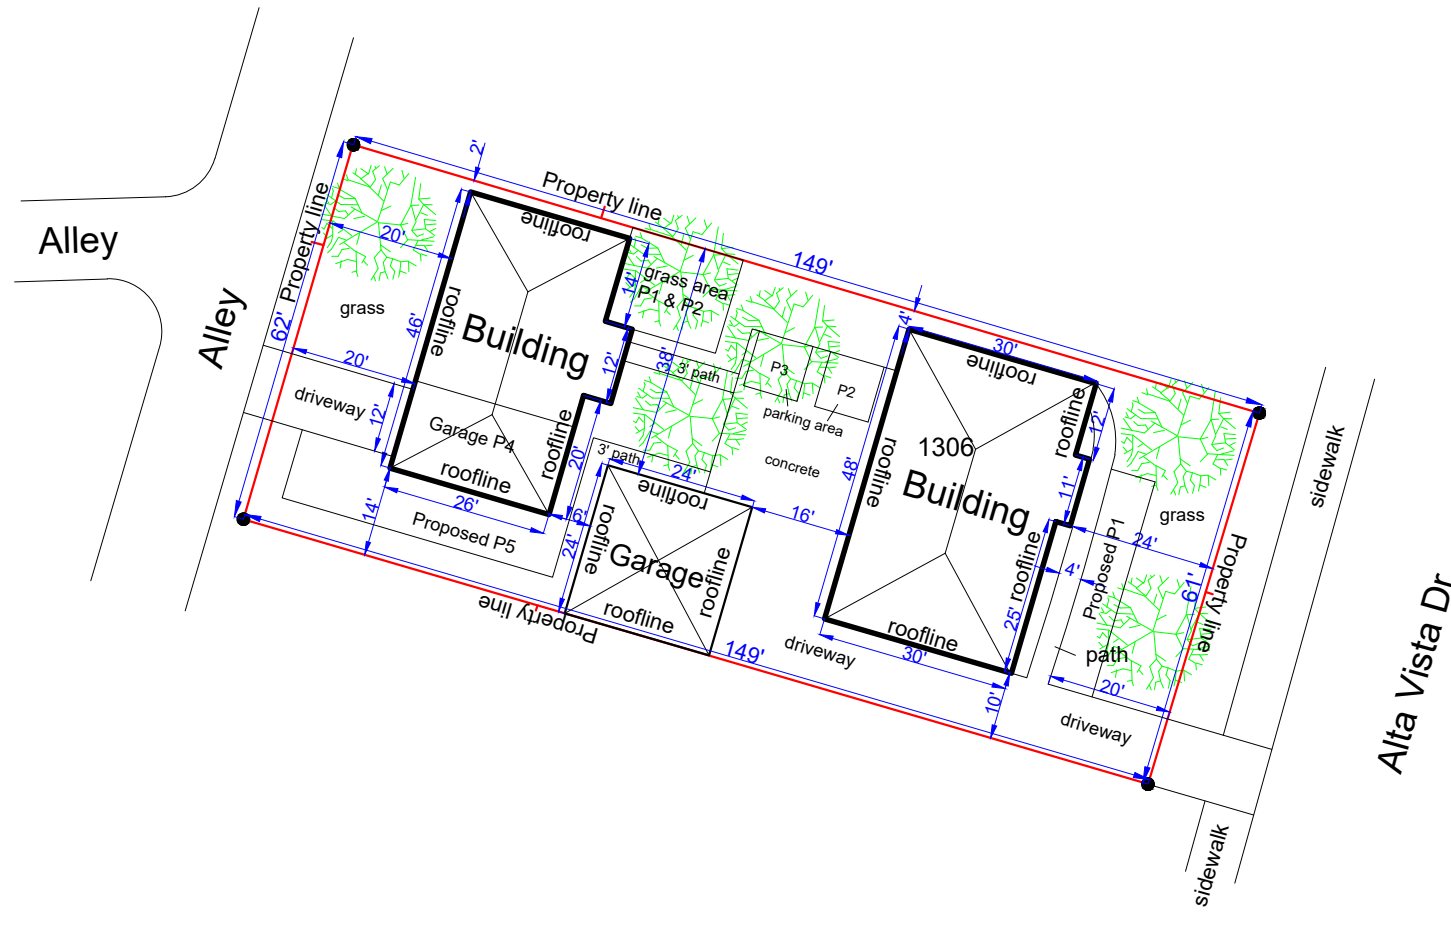 Alley
Alley
62'
Property line
20'
grass
20'
driveway
12'
2'
Property line
149'
roofline
roofline
46'
Building
Garage P4
roofline
roofline
14'
12'
20'
26'
14'
Proposed P5
6'
24'
grass area
P1 & P2
38'
3' path
3' path
P3
P2
parking area
concrete
24'
roofline
roofline
Garage
roofline
roofline
16'
Property line
149'
driveway
4'
30'
roofline
roofline
48'
1306
Building
roofline
roofline
roofline
12'
11'
25'
30'
10'
4'
Proposed P1
path
grass
24'
61'
Property line
20'
driveway
sidewalk
sidewalk
Alta Vista Dr